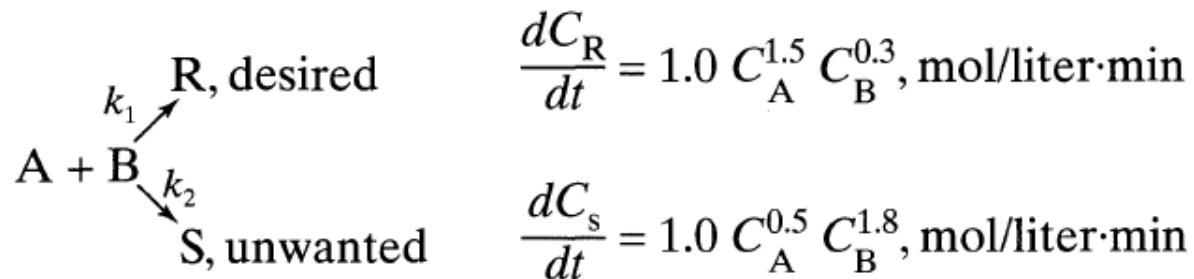 k₁ R, desired
A + B
k₂ S, unwanted
dC_R/dt = 1.0 C_A^1.5 C_B^0.3, mol/liter·min
dC_s/dt = 1.0 C_A^0.5 C_B^1.8, mol/liter·min